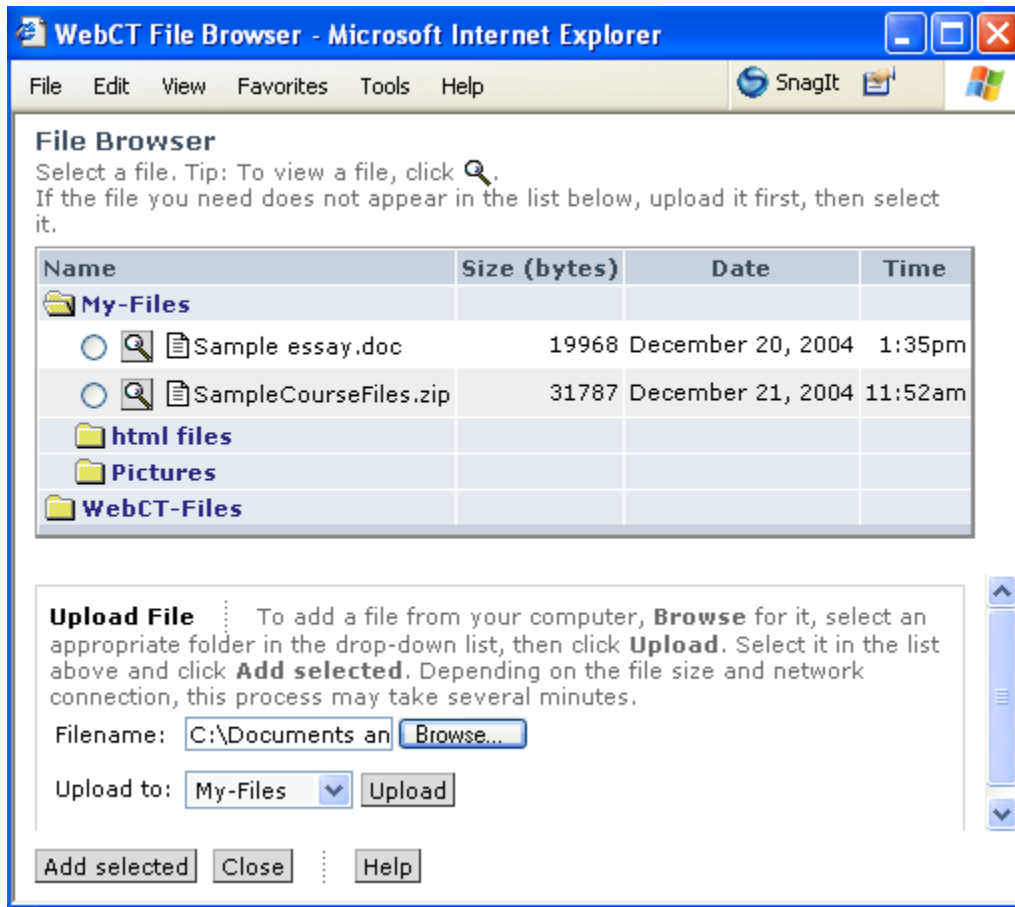 WebCT File Browser - Microsoft Internet Explorer
File Edit View Favorites Tools Help SnagIt
File Browser
Select a file. Tip: To view a file, click .
If the file you need does not appear in the list below, upload it first, then select
it.
Name Size (bytes) Date Time
My-Files
Sample essay.doc 19968 December 20, 2004 1:35pm
SampleCourseFiles.zip 31787 December 21, 2004 11:52am
html files
Pictures
WebCT-Files
Upload File To add a file from your computer, Browse for it, select an
appropriate folder in the drop-down list, then click Upload. Select it in the list
above and click Add selected. Depending on the file size and network
connection, this process may take several minutes.
Filename: C:\Documents an Browse...
Upload to: My-Files Upload
Add selected Close Help